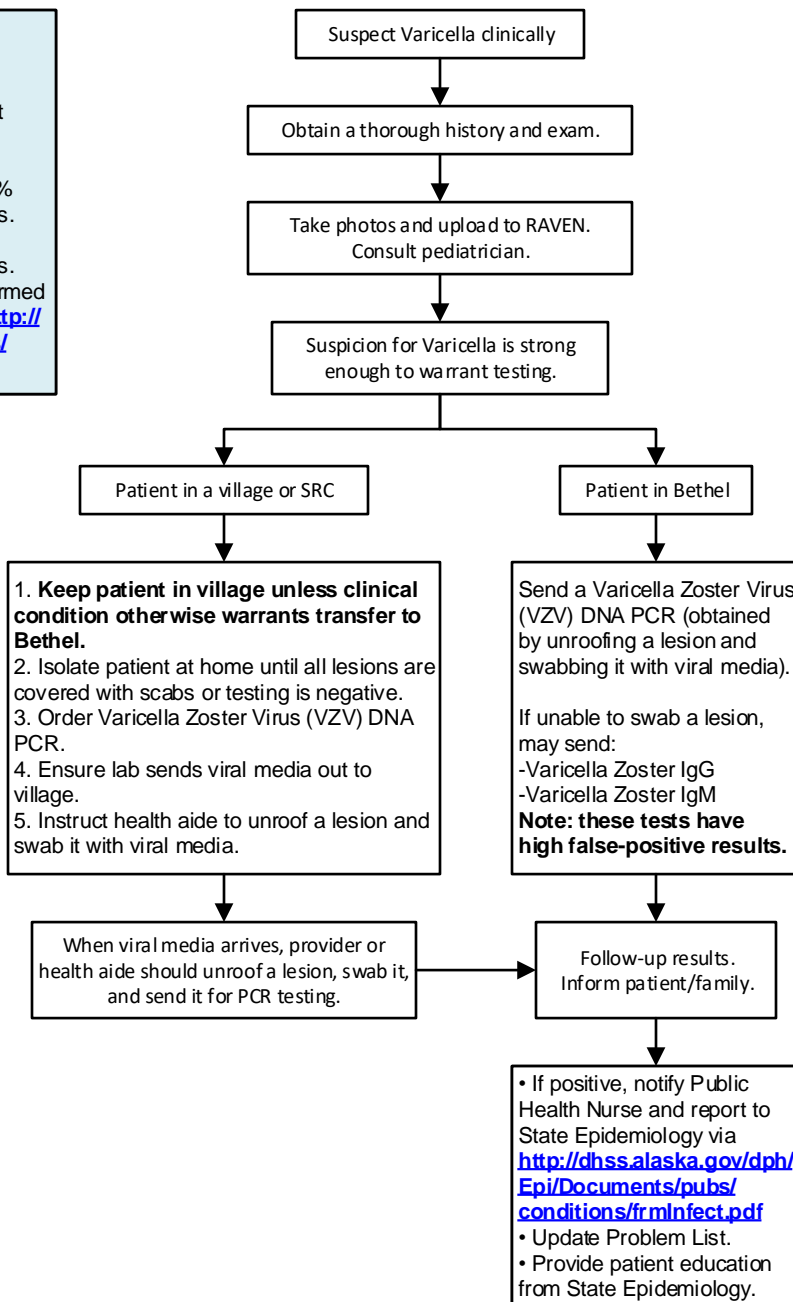 t
%
s.
s.
rmed
ttp://
/
Suspect Varicella clinically
Obtain a thorough history and exam.
Take photos and upload to RAVEN.
Consult pediatrician.
Suspicion for Varicella is strong
enough to warrant testing.
Patient in a village or SRC
Patient in Bethel
1. Keep patient in village unless clinical
condition otherwise warrants transfer to
Bethel.
2. Isolate patient at home until all lesions are
covered with scabs or testing is negative.
3. Order Varicella Zoster Virus (VZV) DNA
PCR.
4. Ensure lab sends viral media out to
village.
5. Instruct health aide to unroof a lesion and
swab it with viral media.
Send a Varicella Zoster Virus
(VZV) DNA PCR (obtained
by unroofing a lesion and
swabbing it with viral media).
If unable to swab a lesion,
may send:
-Varicella Zoster IgG
-Varicella Zoster IgM
Note: these tests have
high false-positive results.
When viral media arrives, provider or
health aide should unroof a lesion, swab it,
and send it for PCR testing.
Follow-up results.
Inform patient/family.
• If positive, notify Public
Health Nurse and report to
State Epidemiology via
http://dhss.alaska.gov/dph/
Epi/Documents/pubs/
conditions/frmInfect.pdf
• Update Problem List.
• Provide patient education
from State Epidemiology.